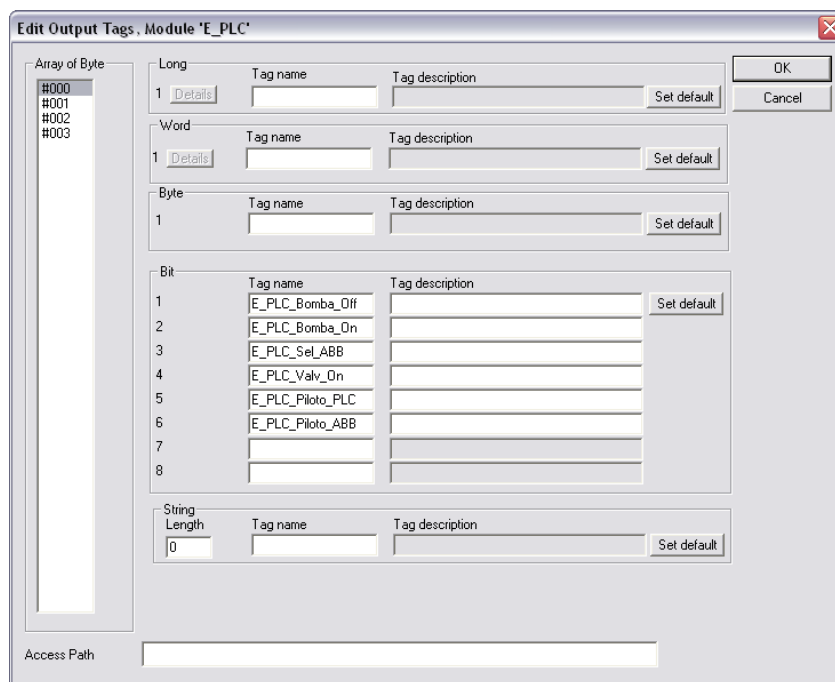 Edit Output Tags, Module 'E_PLC'
Array of Byte
#000
#001
#002
#003
Long
Tag name Tag description
1 Details Set default
Word
Tag name Tag description
1 Details Set default
Byte
Tag name Tag description
1 Set default
Bit
Tag name Tag description
1 E_PLC_Bomba_Off Set default
2 E_PLC_Bomba_On
3 E_PLC_Sel_ABB
4 E_PLC_Valv_On
5 E_PLC_Piloto_PLC
6 E_PLC_Piloto_ABB
7
8
String
Length Tag name Tag description
0 Set default
Access Path
OK
Cancel